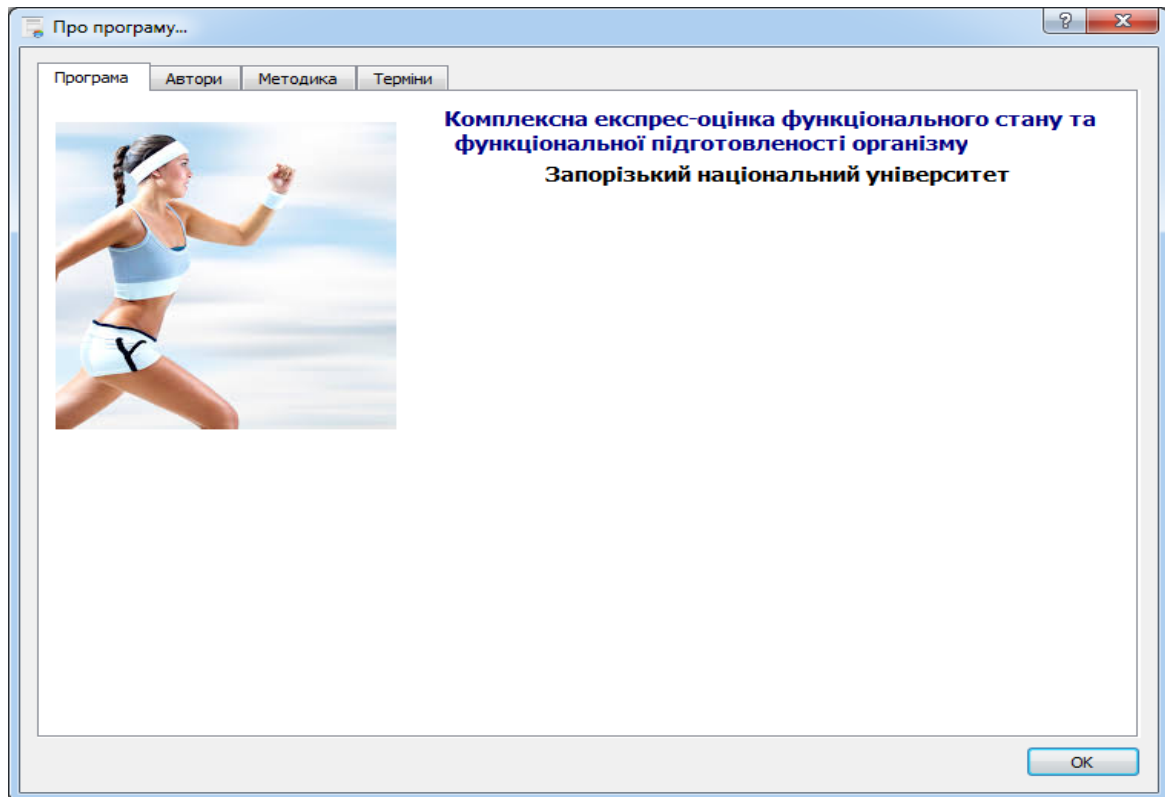 Про програму...
?
Програма
Автори
Методика
Терміни
Комплексна експрес-оцінка функціонального стану та
функціональної підготовленості організму
Запорізький національний університет
OK